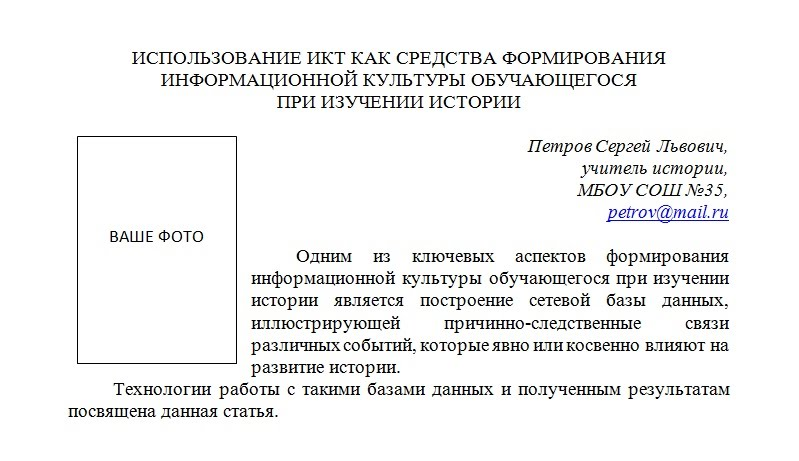 ИСПОЛЬЗОВАНИЕ ИКТ КАК СРЕДСТВА ФОРМИРОВАНИЯ
ИНФОРМАЦИОННОЙ КУЛЬТУРЫ ОБУЧАЮЩЕГОСЯ
ПРИ ИЗУЧЕНИИ ИСТОРИИ
Петров Сергей Львович,
учитель истории,
МБОУ СОШ №35,
petrov@mail.ru
ВАШЕ ФОТО
Одним из ключевых аспектов формирования
информационной культуры обучающегося при изучении
истории является построение сетевой базы данных,
иллюстрирующей причинно-следственные связи
различных событий, которые явно или косвенно влияют на
развитие истории.
Технологии работы с такими базами данных и полученным результатам
посвящена данная статья.